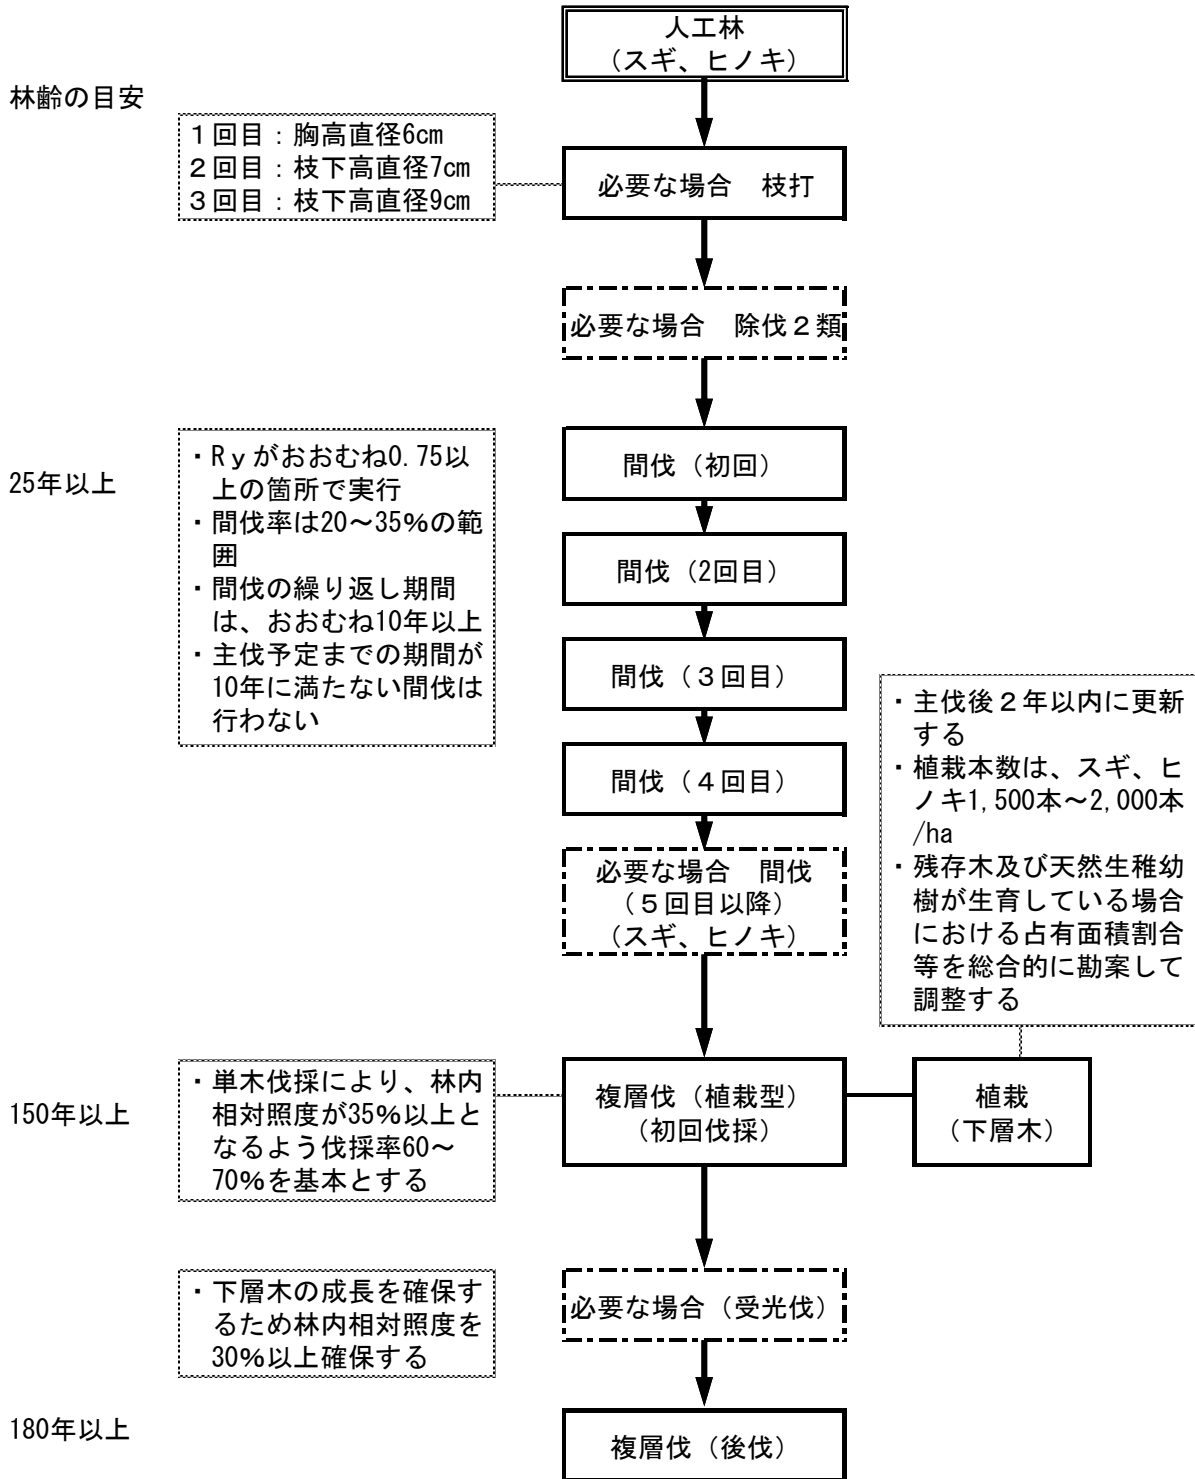 人工林
(スギ、ヒノキ)
林齢の目安
１回目：胸高直径6cm
２回目：枝下高直径7cm
３回目：枝下高直径9cm
必要な場合　枝打
必要な場合　除伐２類
25年以上
・Ｒｙがおおむね0.75以
上の箇所で実行
・間伐率は20～35%の範
囲
・間伐の繰り返し期間
は、おおむね10年以上
・主伐予定までの期間が
10年に満たない間伐は
行わない
間伐（初回）
間伐（2回目）
間伐（３回目）
間伐（４回目）
必要な場合　間伐
（５回目以降）
（スギ、ヒノキ）
・主伐後２年以内に更新
する
・植栽本数は、スギ、ヒ
ノキ1,500本～2,000本
/ha
・残存木及び天然生稚幼
樹が生育している場合
における占有面積割合
等を総合的に勘案して
調整する
150年以上
・単木伐採により、林内
相対照度が35%以上と
なるよう伐採率60～
70%を基本とする
複層伐（植栽型）
（初回伐採）
植栽
（下層木）
・下層木の成長を確保す
るため林内相対照度を
30%以上確保する
必要な場合（受光伐）
180年以上
複層伐（後伐）